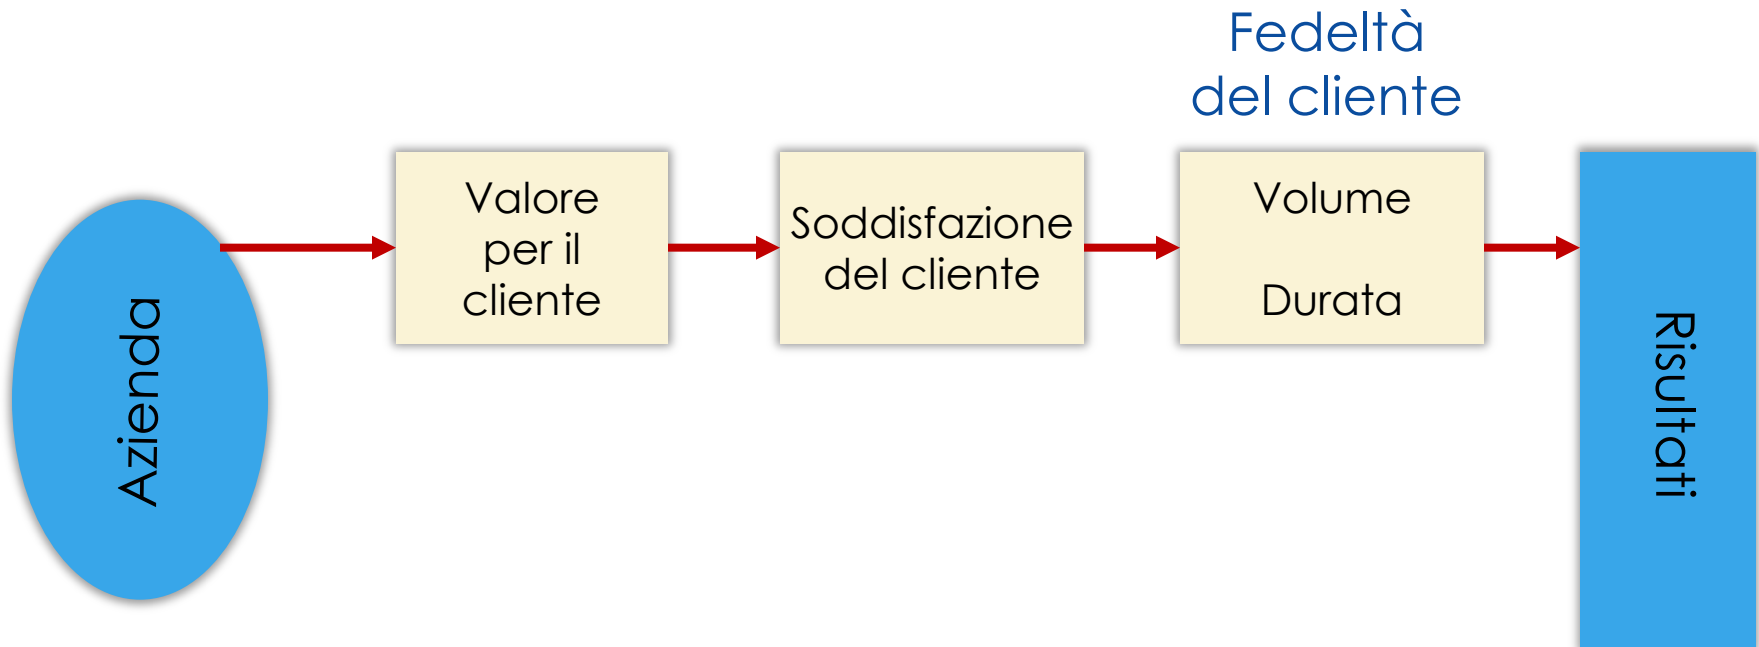 Fedeltà
del cliente
Azienda
Valore
per il
cliente
Soddisfazione
del cliente
Volume
Durata
Risultati